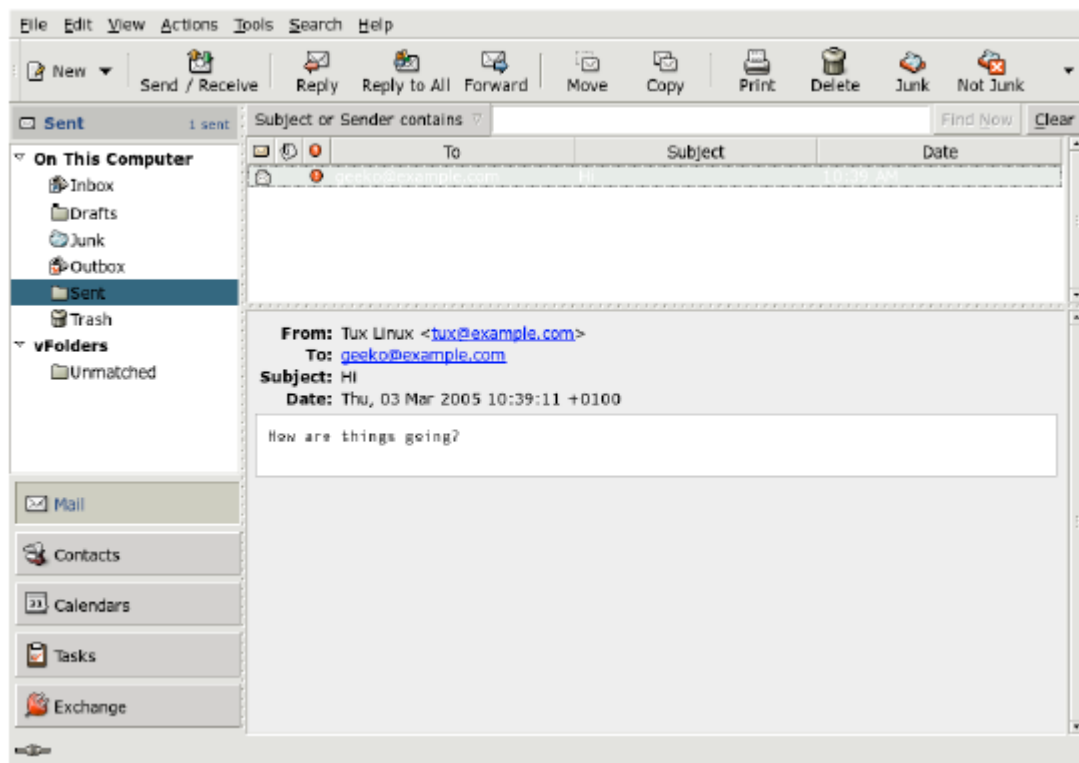 File Edit View Actions Tools Search Help
New Send / Receive Reply Reply to All Forward Move Copy Print Delete Junk Not Junk
Sent 1 sent Subject or Sender contains Find Now Clear
On This Computer
Inbox
Drafts
Junk
Outbox
Sent
Trash
vFolders
Unmatched
Mail
Contacts
Calendars
Tasks
Exchange
To Subject Date
geeko@example.com Hi 10:39 AM
From: Tux Linux <tux@example.com>
To: geeko@example.com
Subject: Hi
Date: Thu, 03 Mar 2005 10:39:11 +0100
How are things going?